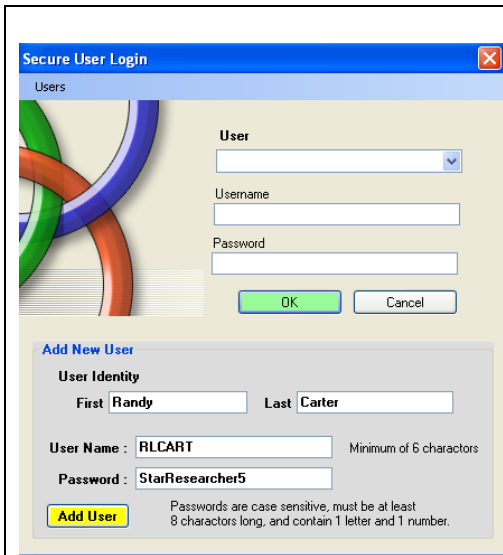 Secure User Login
Users
User
Username
Password
OK Cancel
Add New User
User Identity
First Randy Last Carter
User Name : RLCART Minimum of 6 characters
Password : StarResearcher5
Add User
Passwords are case sensitive, must be at least
8 characters long, and contain 1 letter and 1 number.